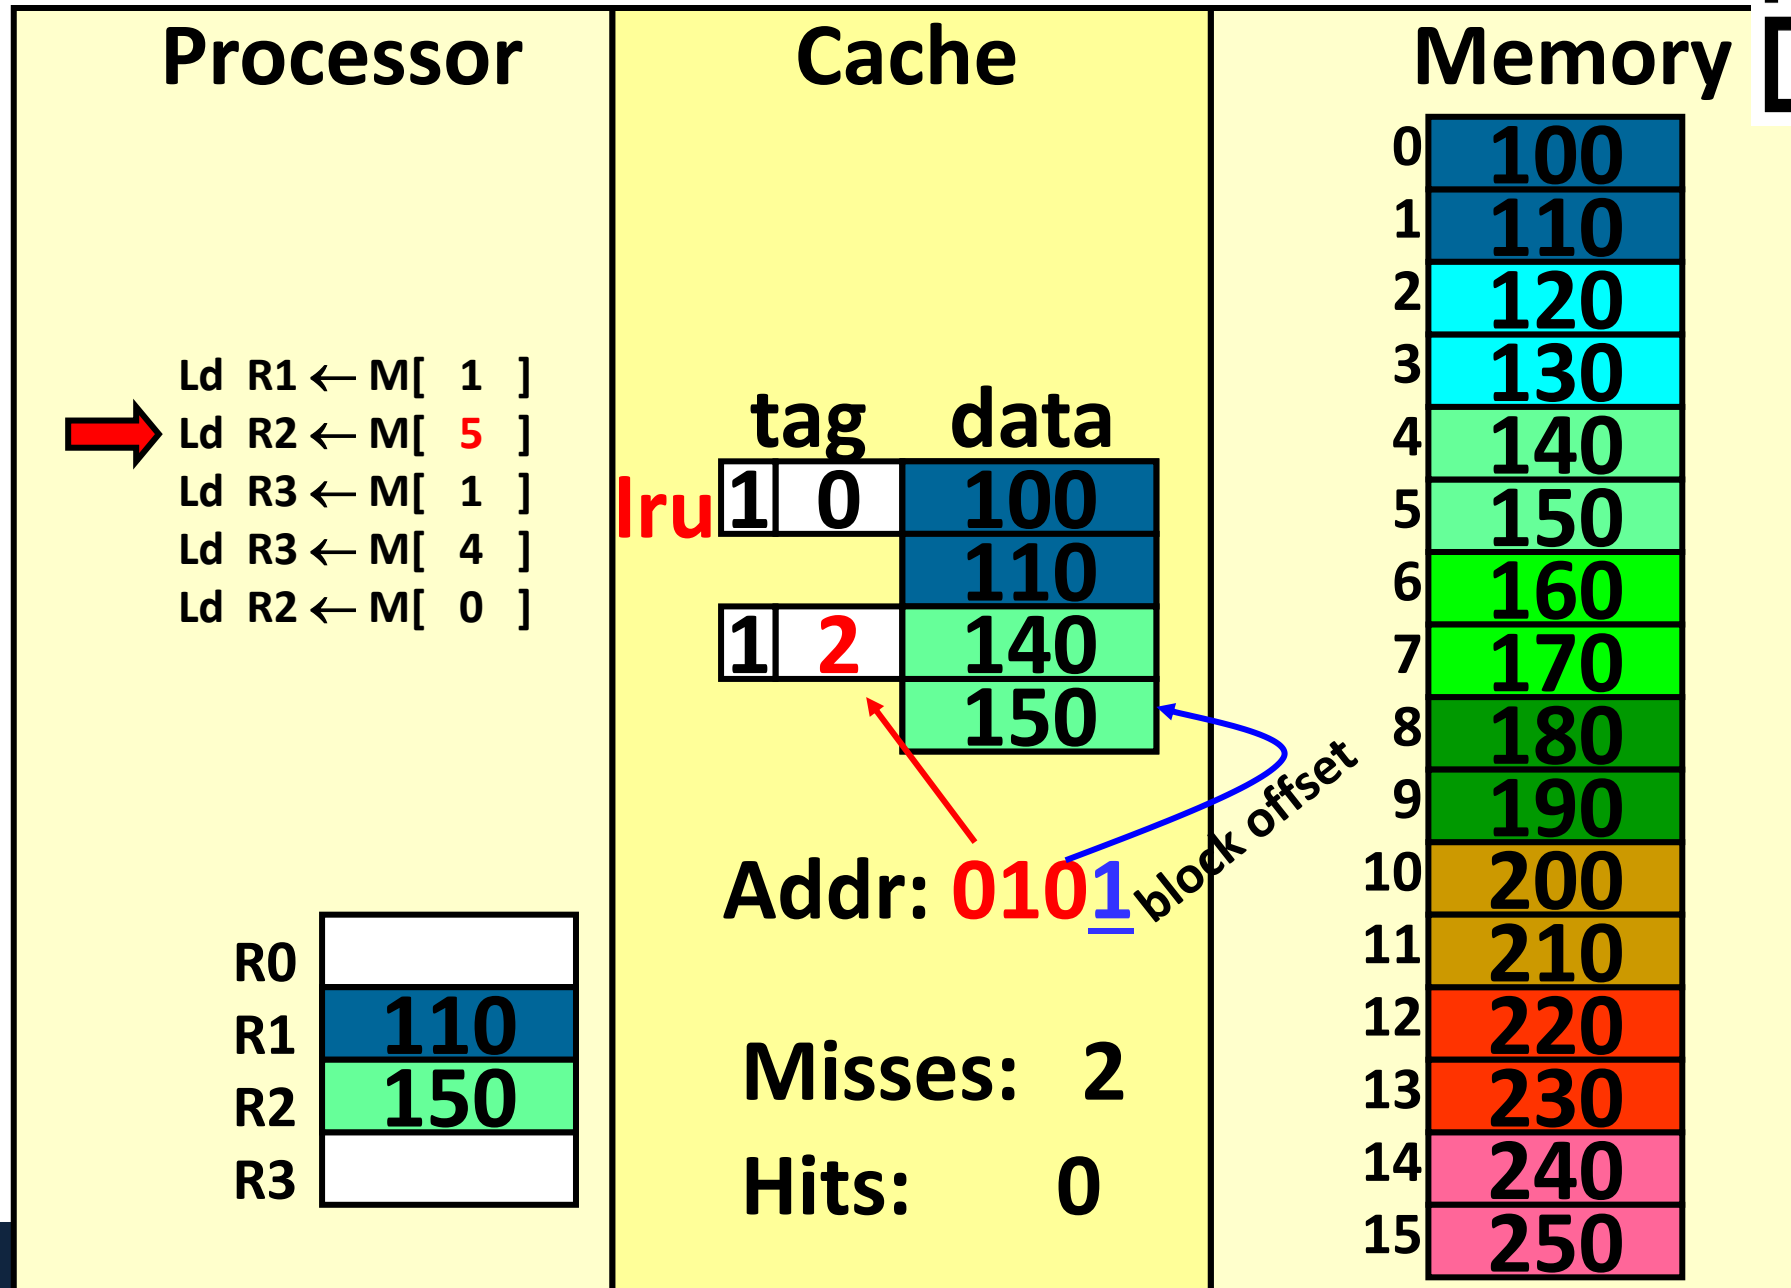 Processor
Ld R1 ← M[ 1 ]
Ld R2 ← M[ 5 ]
Ld R3 ← M[ 1 ]
Ld R3 ← M[ 4 ]
Ld R2 ← M[ 0 ]
R0
R1 110
R2 150
R3
Cache
tag data
lru 1 0 100
110
1 2 140
150
Addr: 0101
block offset
Misses: 2
Hits: 0
Memory [
0 100
1 110
2 120
3 130
4 140
5 150
6 160
7 170
8 180
9 190
10 200
11 210
12 220
13 230
14 240
15 250